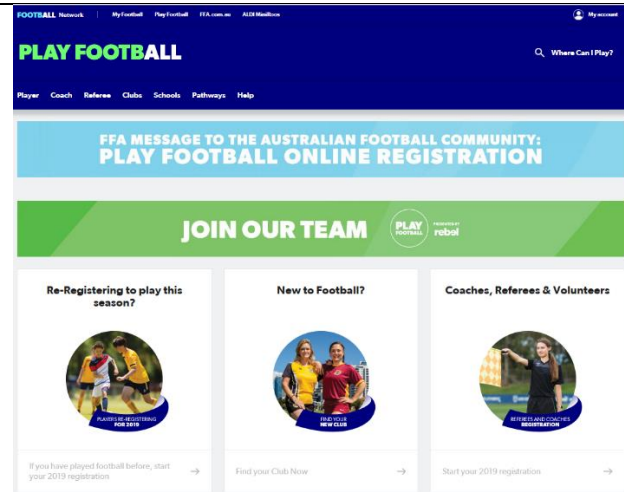 FOOTBALL Network | My Football Play Football FFA.com.au ALDI MiniRoos My account
PLAY FOOTBALL
Where Can I Play?
Player Coach Referee Clubs Schools Pathways Help
FFA MESSAGE TO THE AUSTRALIAN FOOTBALL COMMUNITY:
PLAY FOOTBALL ONLINE REGISTRATION
JOIN OUR TEAM
PLAY
FOOTBALL
PRESENTED BY
rebel
Re-Registering to play this
season?
PLAYERS RE-REGISTERING
FOR 2019
If you have played football before, start
your 2019 registration
New to Football?
FIND YOUR
NEW CLUB
Find your Club Now
Coaches, Referees & Volunteers
REFEREES AND COACHES
REGISTRATION
Start your 2019 registration